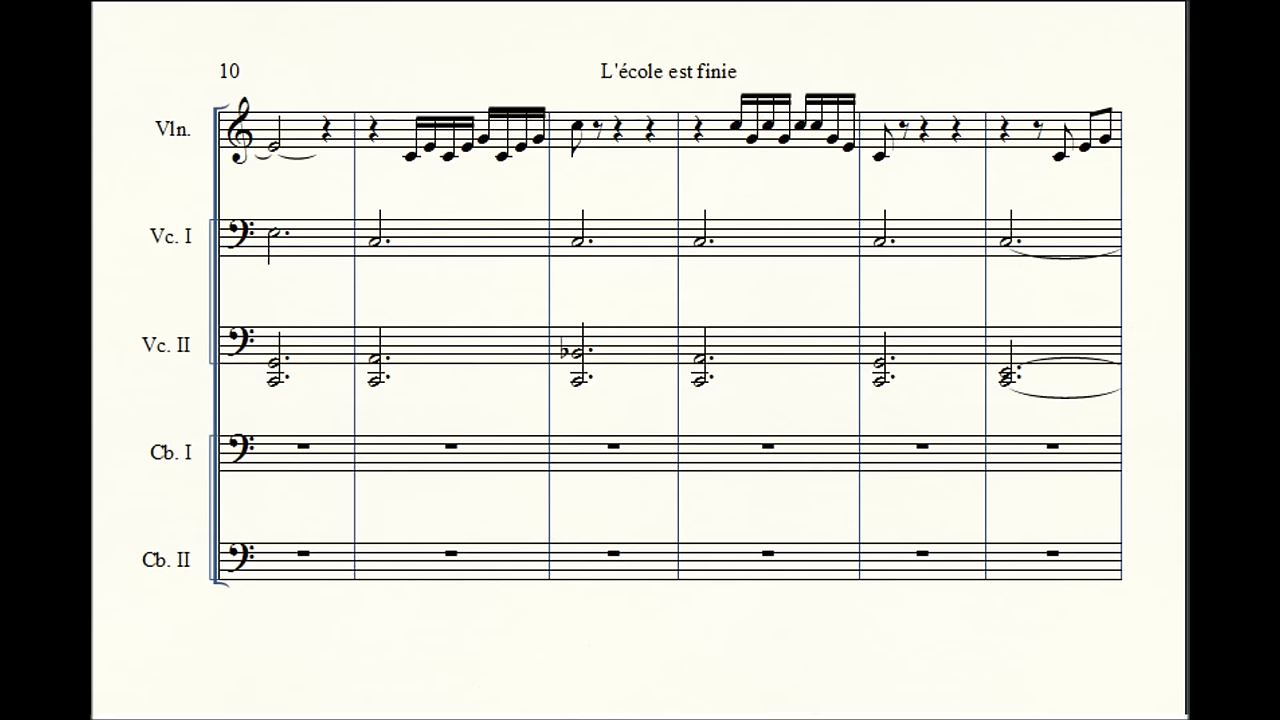 10 L'école est finie
Vln.
Vc. I
Vc. II
Cb. I
Cb. II